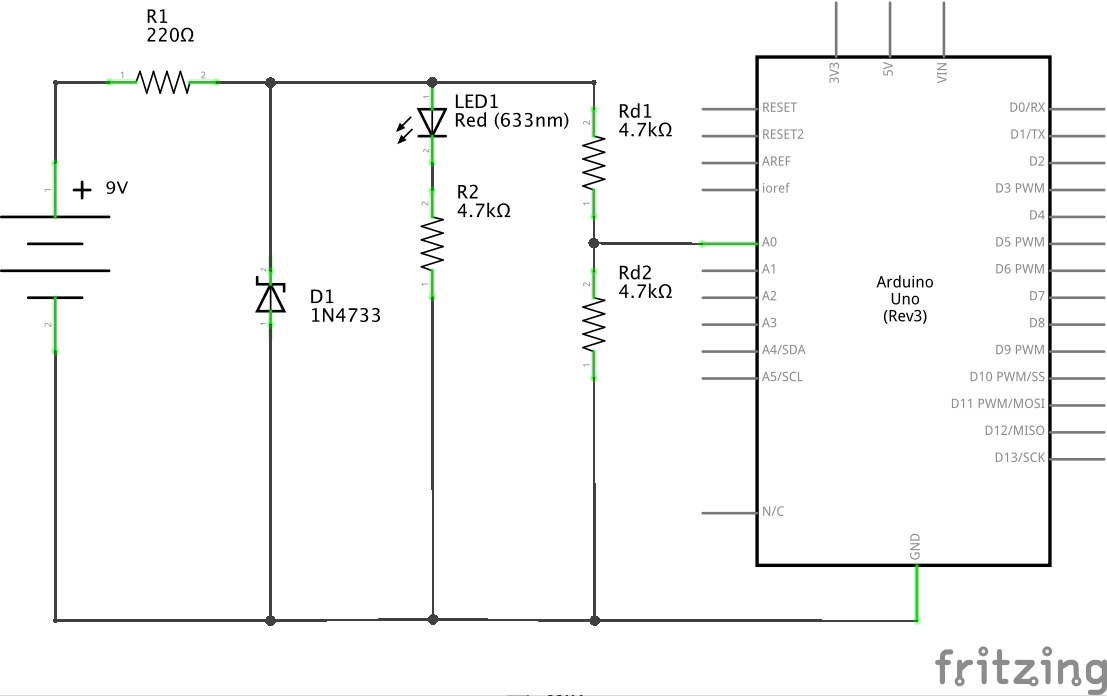 R1
220Ω
1
2
1
+ 9V
2
2
D1
1N4733
1
1
LED1
Red (633nm)
2
2
R2
4.7kΩ
1
Rd1
4.7kΩ
2
1
Rd2
4.7kΩ
2
1
3V3
5V
VIN
RESET
RESET2
AREF
ioref
A0
A1
A2
A3
A4/SDA
A5/SCL
N/C
Arduino
Uno
(Rev3)
D0/RX
D1/TX
D2
D3 PWM
D4
D5 PWM
D6 PWM
D7
D8
D9 PWM
D10 PWM/SS
D11 PWM/MOSI
D12/MISO
D13/SCK
GND
fritzing